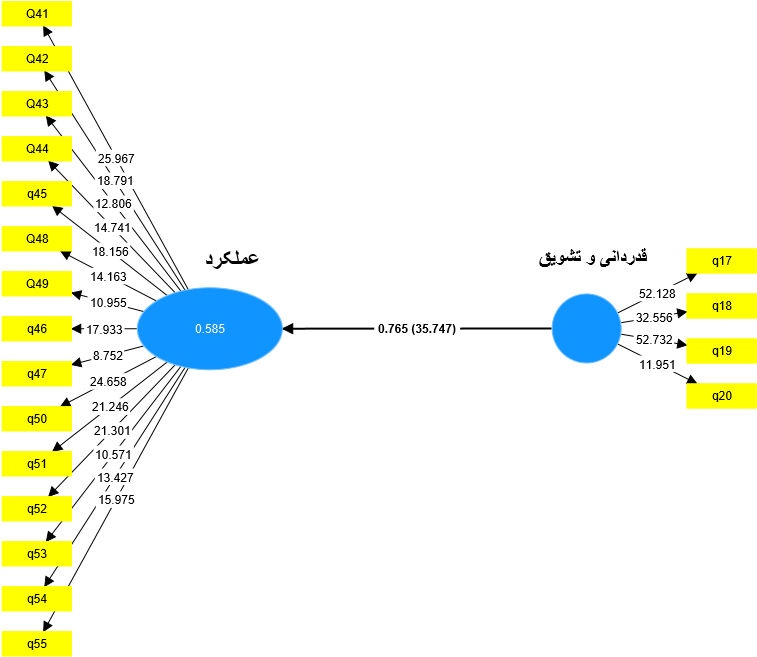 Q41
Q42
Q43
Q44
q45
Q48
Q49
q46
q47
q50
q51
q52
q53
q54
q55
25.967
18.791
12.806
14.741
18.156
14.163
10.955
17.933
8.752
24.658
21.246
21.301
10.571
13.427
15.975
عملکرد
0.585
0.765 (35.747)
قدردانی و تشویق
52.128
32.556
52.732
11.951
q17
q18
q19
q20